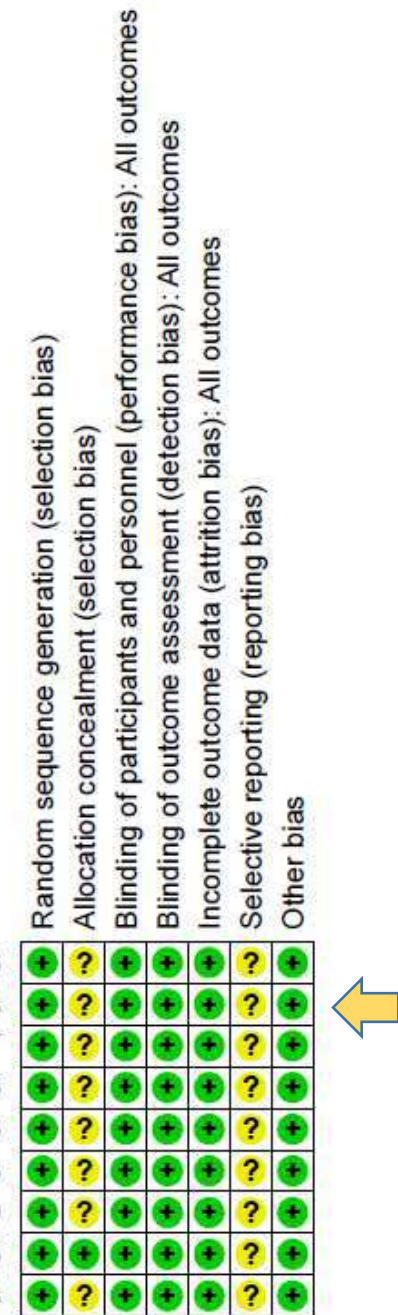 Random sequence generation (selection bias)
Allocation concealment (selection bias)
Blinding of participants and personnel (performance bias): All outcomes
Blinding of outcome assessment (detection bias): All outcomes
Incomplete outcome data (attrition bias): All outcomes
Selective reporting (reporting bias)
Other bias
+ + + + + + + + +
? + ? ? ? ? ? ? ?
+ + + + + + + + +
+ + + + + + + + +
+ + + + + + + + +
? ? ? ? ? ? ? ? ?
+ + + + + + + + +